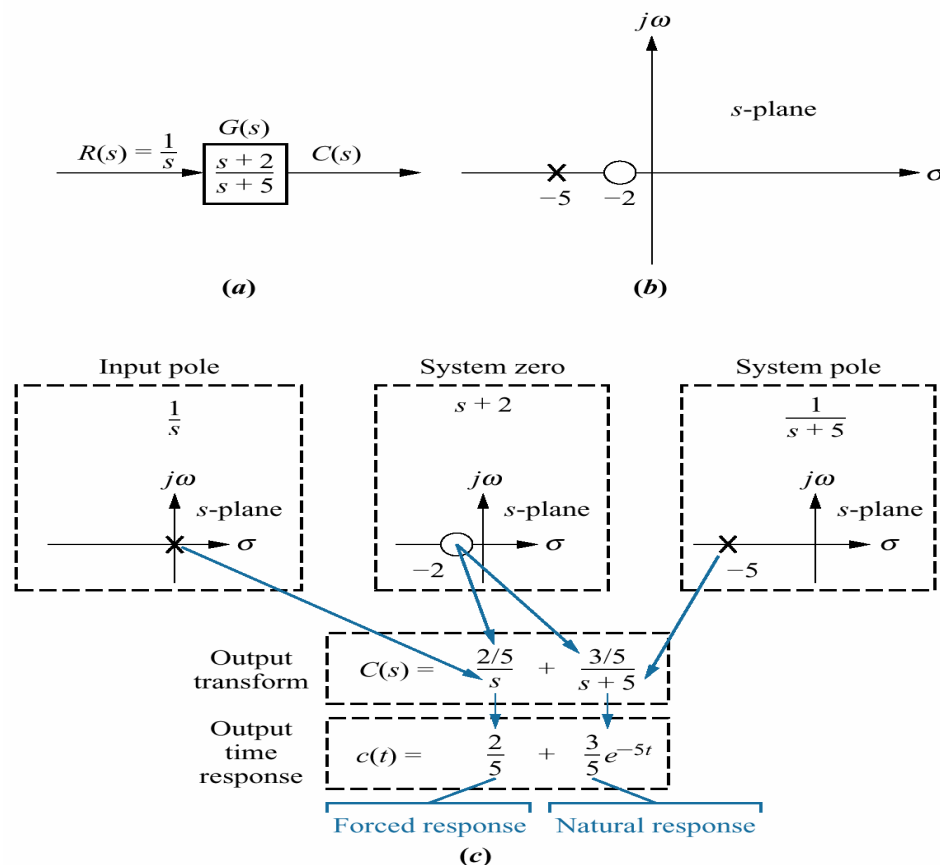 jω
s-plane
G(s)
R(s) = 1/s
s + 2
s + 5
C(s)
−5
−2
σ
(a)
(b)
Input pole
System zero
System pole
1/s
s + 2
1/(s + 5)
jω
s-plane
σ
jω
s-plane
σ
−2
jω
s-plane
σ
−5
Output
transform
C(s) = (2/5)/s + (3/5)/(s + 5)
Output
time
response
c(t) = 2/5 + 3/5 e^{−5t}
Forced response
Natural response
(c)